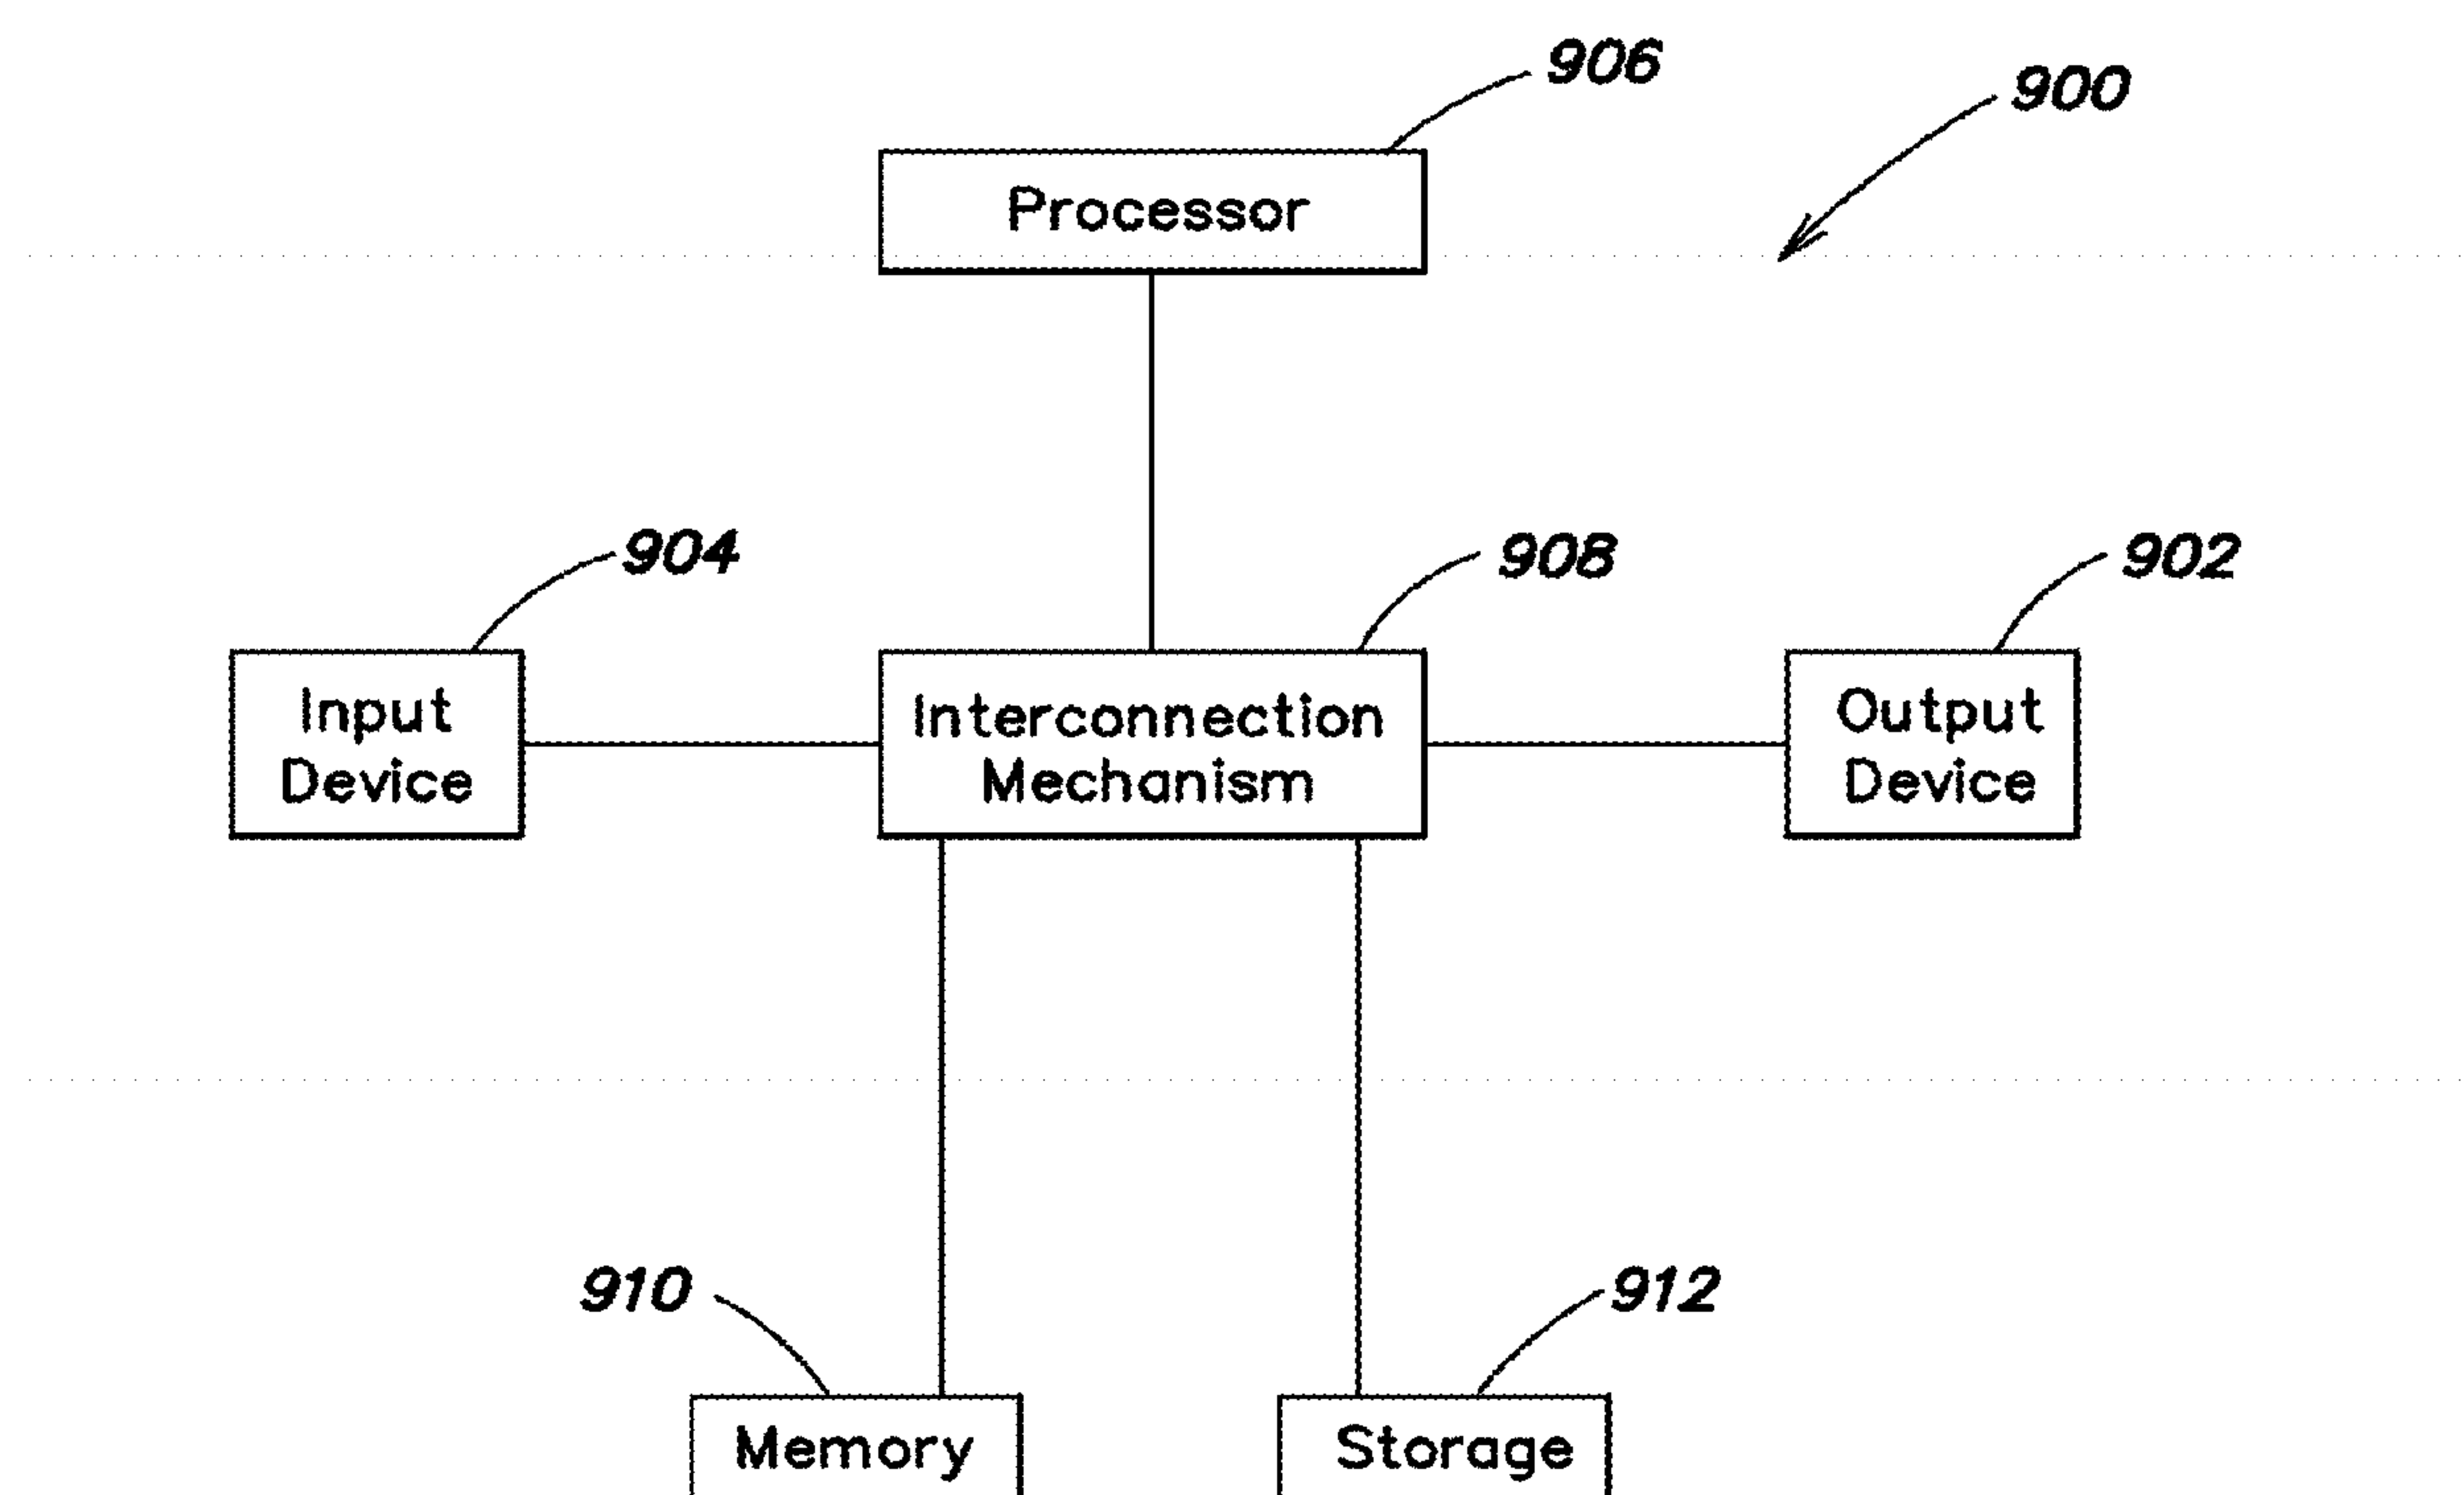 906
900
Processor
904
908
902
Input
Device
Interconnection
Mechanism
Output
Device
910
912
Memory
Storage